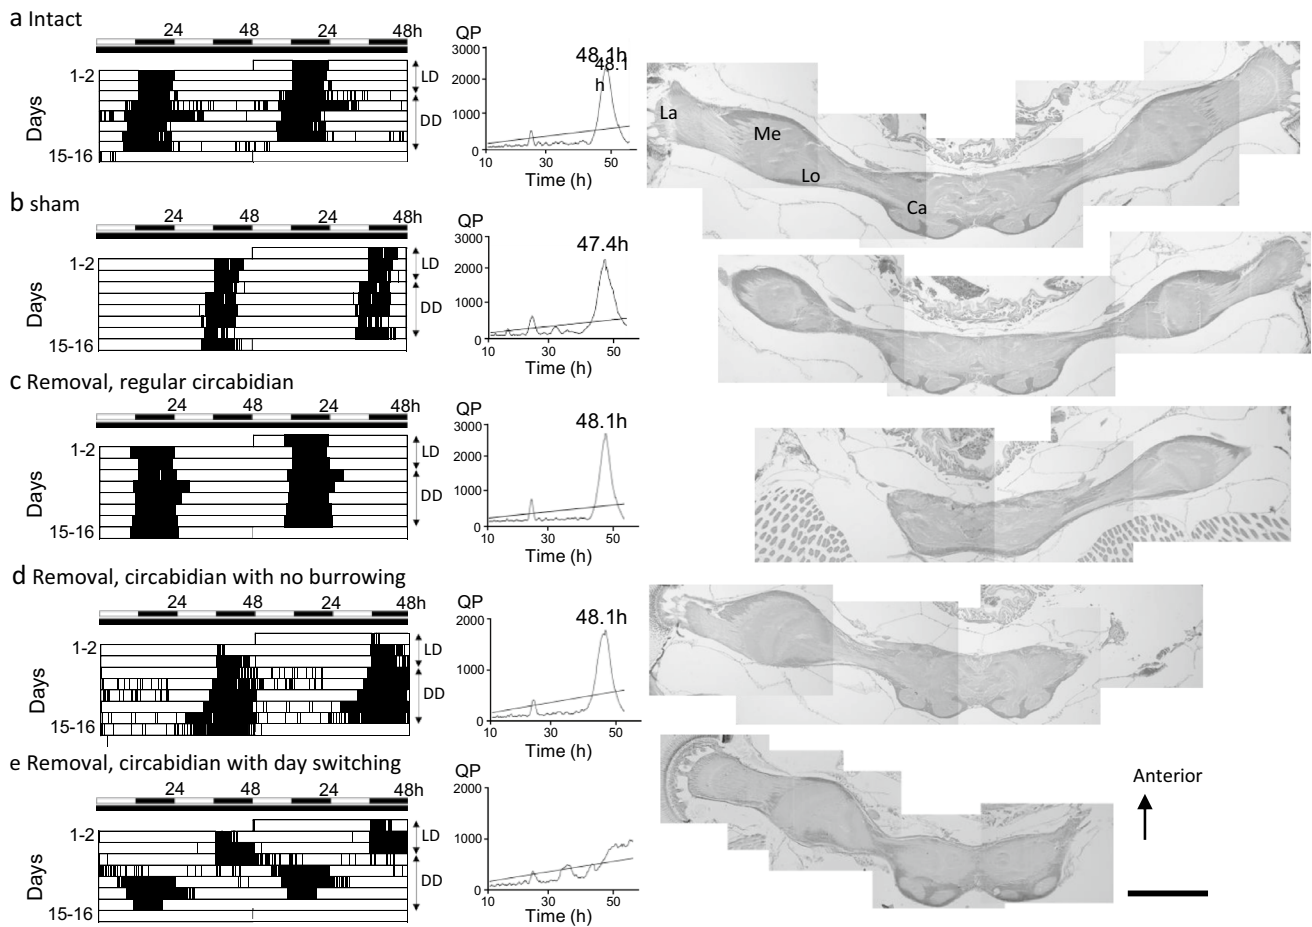 a Intact
24 48 24 48h
1-2
15-16
Days
LD
DD
QP
3000
2000
1000
0
48.1h
48.1
h
10 30 50
Time (h)
La
Me
Lo
Ca
b sham
24 48 24 48h
1-2
15-16
Days
LD
DD
QP
3000
2000
1000
0
47.4h
10 30 50
Time (h)
c Removal, regular circabidian
24 48 24 48h
1-2
15-16
Days
LD
DD
QP
3000
2000
1000
0
48.1h
10 30 50
Time (h)
d Removal, circabidian with no burrowing
24 48 24 48h
1-2
15-16
Days
LD
DD
QP
2000
1000
0
48.1h
10 30 50
Time (h)
e Removal, circabidian with day switching
24 48 24 48h
1-2
15-16
Days
LD
DD
QP
2000
1000
0
10 30 50
Time (h)
Anterior